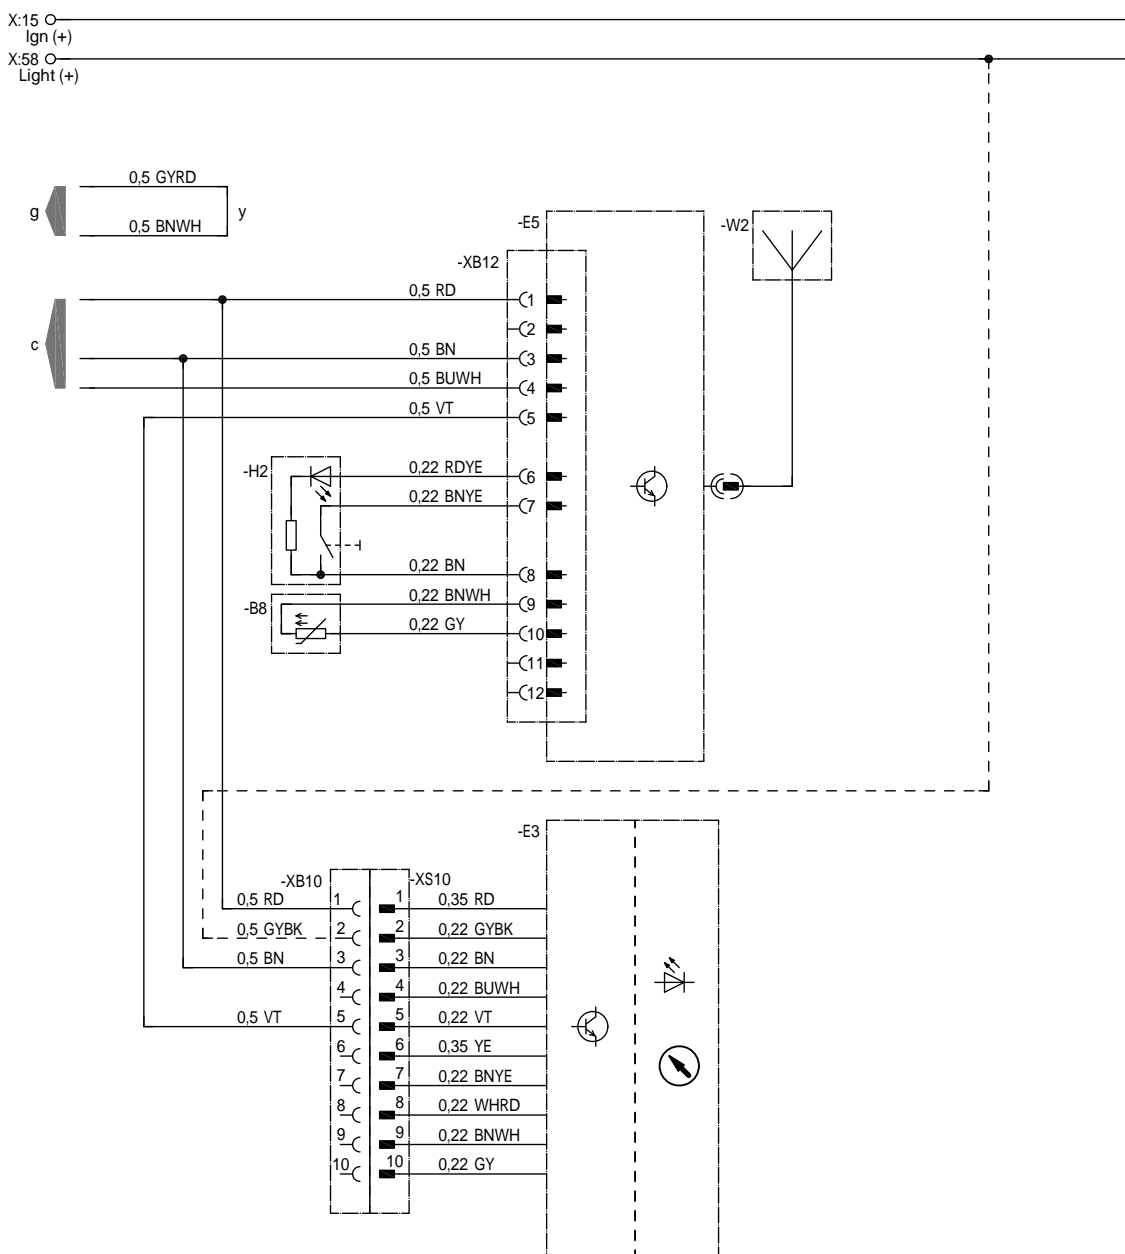 X:15
Ign (+)
X:58
Light (+)
0,5 GYRD
g
y
0,5 BNWH
-E5
-W2
-XB12
0,5 RD
1
2
c
0,5 BN
3
0,5 BUWH
4
0,5 VT
5
-H2
0,22 RDYE
6
0,22 BNYE
7
0,22 BN
8
0,22 BNWH
9
-B8
0,22 GY
10
11
12
-E3
-XB10
-XS10
0,5 RD
1
1
0,35 RD
0,5 GYBK
2
2
0,22 GYBK
0,5 BN
3
3
0,22 BN
4
4
0,22 BUWH
0,5 VT
5
5
0,22 VT
6
6
0,35 YE
7
7
0,22 BNYE
8
8
0,22 WHRD
9
9
0,22 BNWH
10
10
0,22 GY